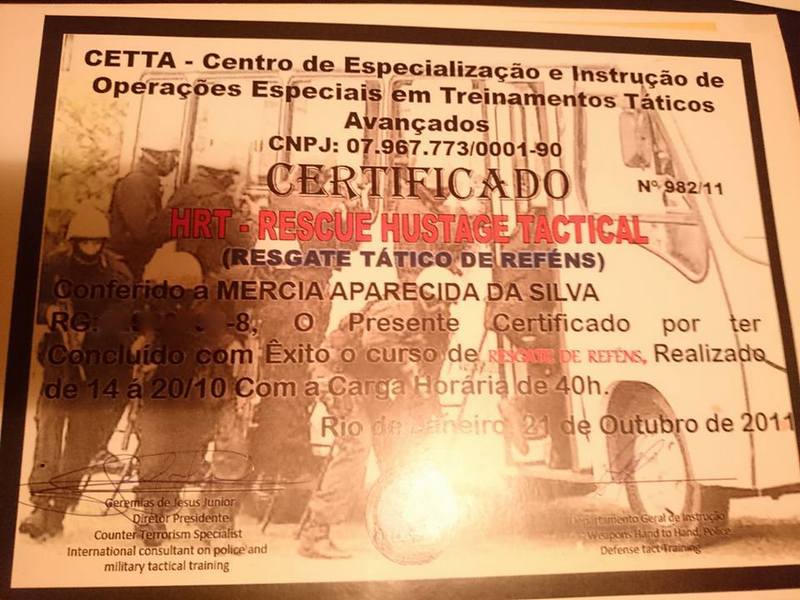 CETTA - Centro de Especialização e Instrução de
Operações Especiais em Treinamentos Táticos
Avançados
CNPJ: 07.967.773/0001-90
CERTIFICADO
Nº 982/11
HRT - RESCUE HUSTAGE TACTICAL
(RESGATE TÁTICO DE REFÉNS)
Conferido a MERCIA APARECIDA DA SILVA
RG: -8, O Presente Certificado por ter
Concluído com Êxito o curso de RESGATE DE REFÉNS, Realizado
de 14 á 20/10 Com a Carga Horária de 40h.
Rio de Janeiro, 21 de Outubro de 2011
Geremias de Jesus Junior
Diretor Presidente
Counter Terrorism Specialist
International consultant on police and
military tactical training
Departamento Geral de Instrução
Weapons Hand to Hand, Police
Defense tact Training